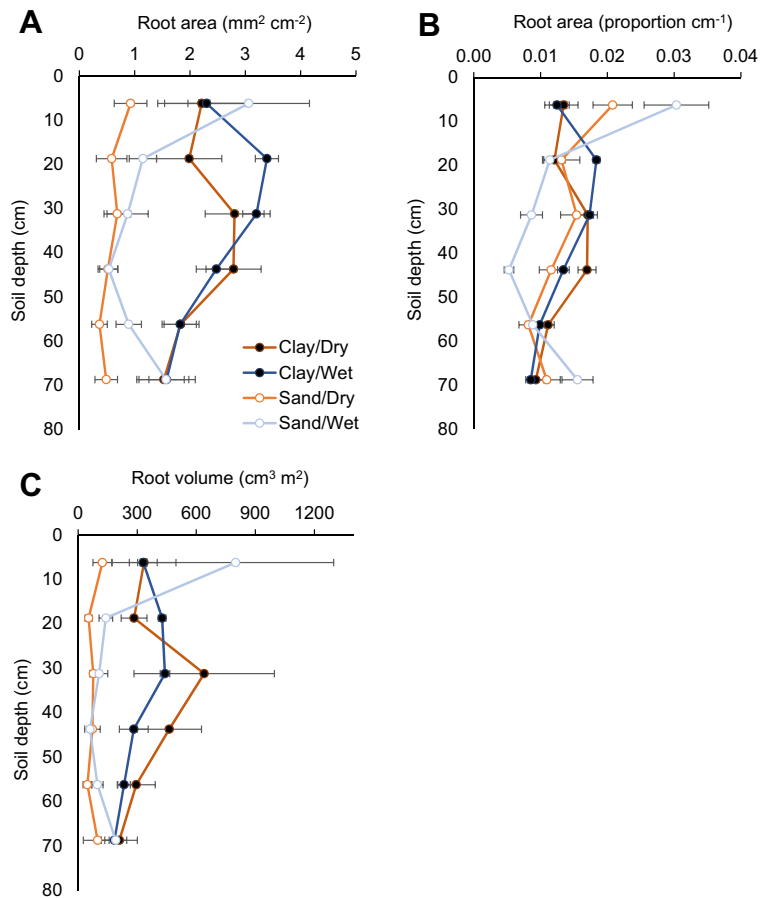 A
Root area (mm² cm⁻²)
0 1 2 3 4 5
Soil depth (cm)
0
10
20
30
40
50
60
70
80
Clay/Dry
Clay/Wet
Sand/Dry
Sand/Wet
B
Root area (proportion cm⁻¹)
0.00 0.01 0.02 0.03 0.04
Soil depth (cm)
0
10
20
30
40
50
60
70
80
C
Root volume (cm³ m²)
0 300 600 900 1200
Soil depth (cm)
0
10
20
30
40
50
60
70
80